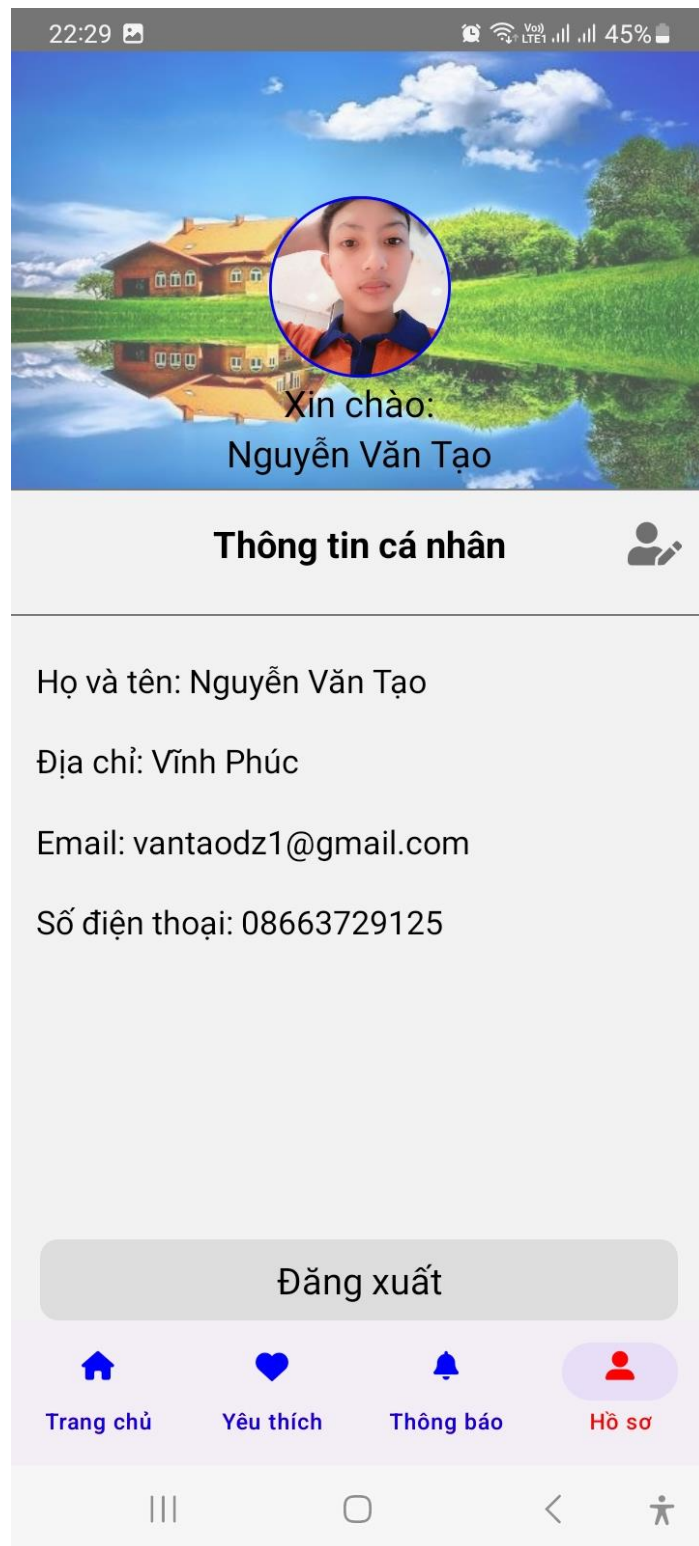 22:29 Vo)) LTE1 45%
Xin chào:
Nguyễn Văn Tạo
Thông tin cá nhân
Họ và tên: Nguyễn Văn Tạo
Địa chỉ: Vĩnh Phúc
Email: vantaodz1@gmail.com
Số điện thoại: 08663729125
Đăng xuất
Trang chủ Yêu thích Thông báo Hồ sơ